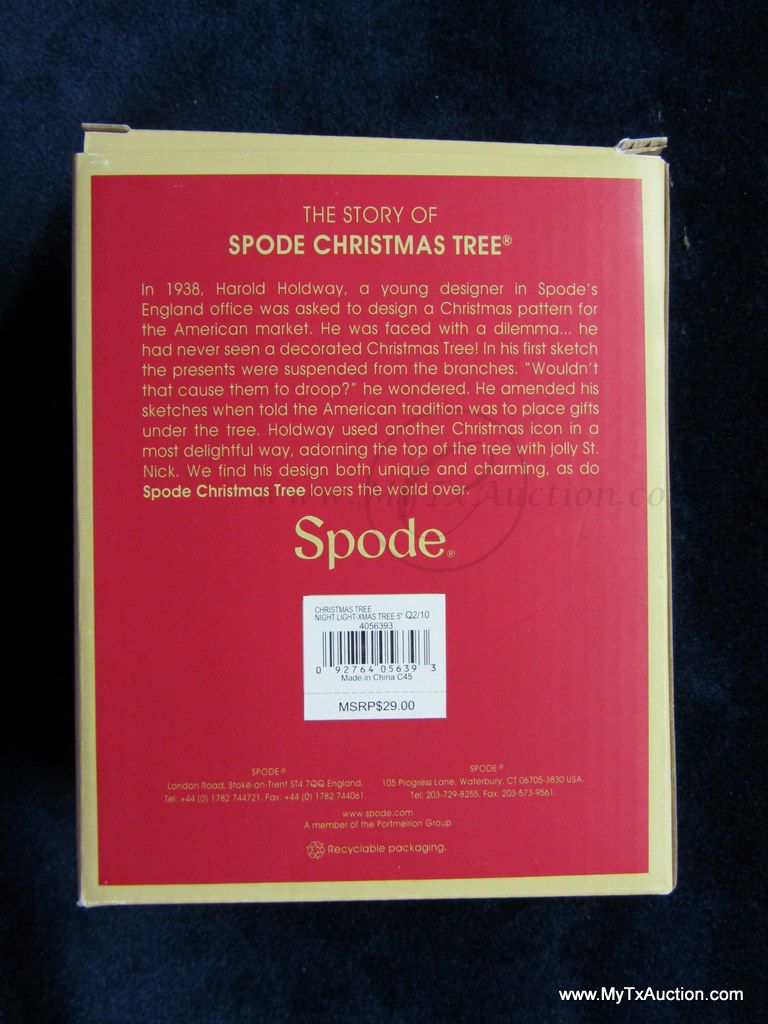 THE STORY OF
SPODE CHRISTMAS TREE®
In 1938, Harold Holdway, a young designer in Spode's
England office was asked to design a Christmas pattern for
the American market. He was faced with a dilemma... he
had never seen a decorated Christmas Tree! In his first sketch
the presents were suspended from the branches. "Wouldn't
that cause them to droop?" he wondered. He amended his
sketches when told the American tradition was to place gifts
under the tree. Holdway used another Christmas icon in a
most delightful way, adorning the top of the tree with jolly St.
Nick. We find his design both unique and charming, as do
Spode Christmas Tree lovers the world over.
www.MyTxAuction.co
Spode®
CHRISTMAS TREE
NIGHT LIGHT-XMAS TREE 5" Q2/10
4056393
0 92764 05639 3
Made in China C45
MSRP$29.00
SPODE®
London Road, Stoke-on-Trent ST4 7QQ England.
Tel: +44 (0) 1782 744721. Fax: +44 (0) 1782 744061.
SPODE®
105 Progress Lane, Waterbury, CT 06705-3830 USA.
Tel: 203-729-8255. Fax: 203-573-9561.
www.spode.com
A member of the Portmeirion Group
Recyclable packaging.
www.MyTxAuction.com